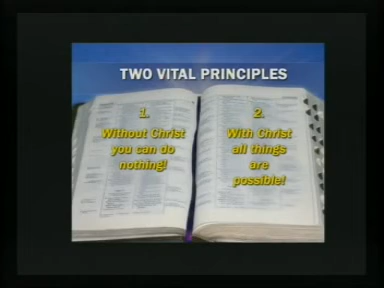 TWO VITAL PRINCIPLES
1.
Without Christ
you can do
nothing!
2.
With Christ
all things
are
possible!